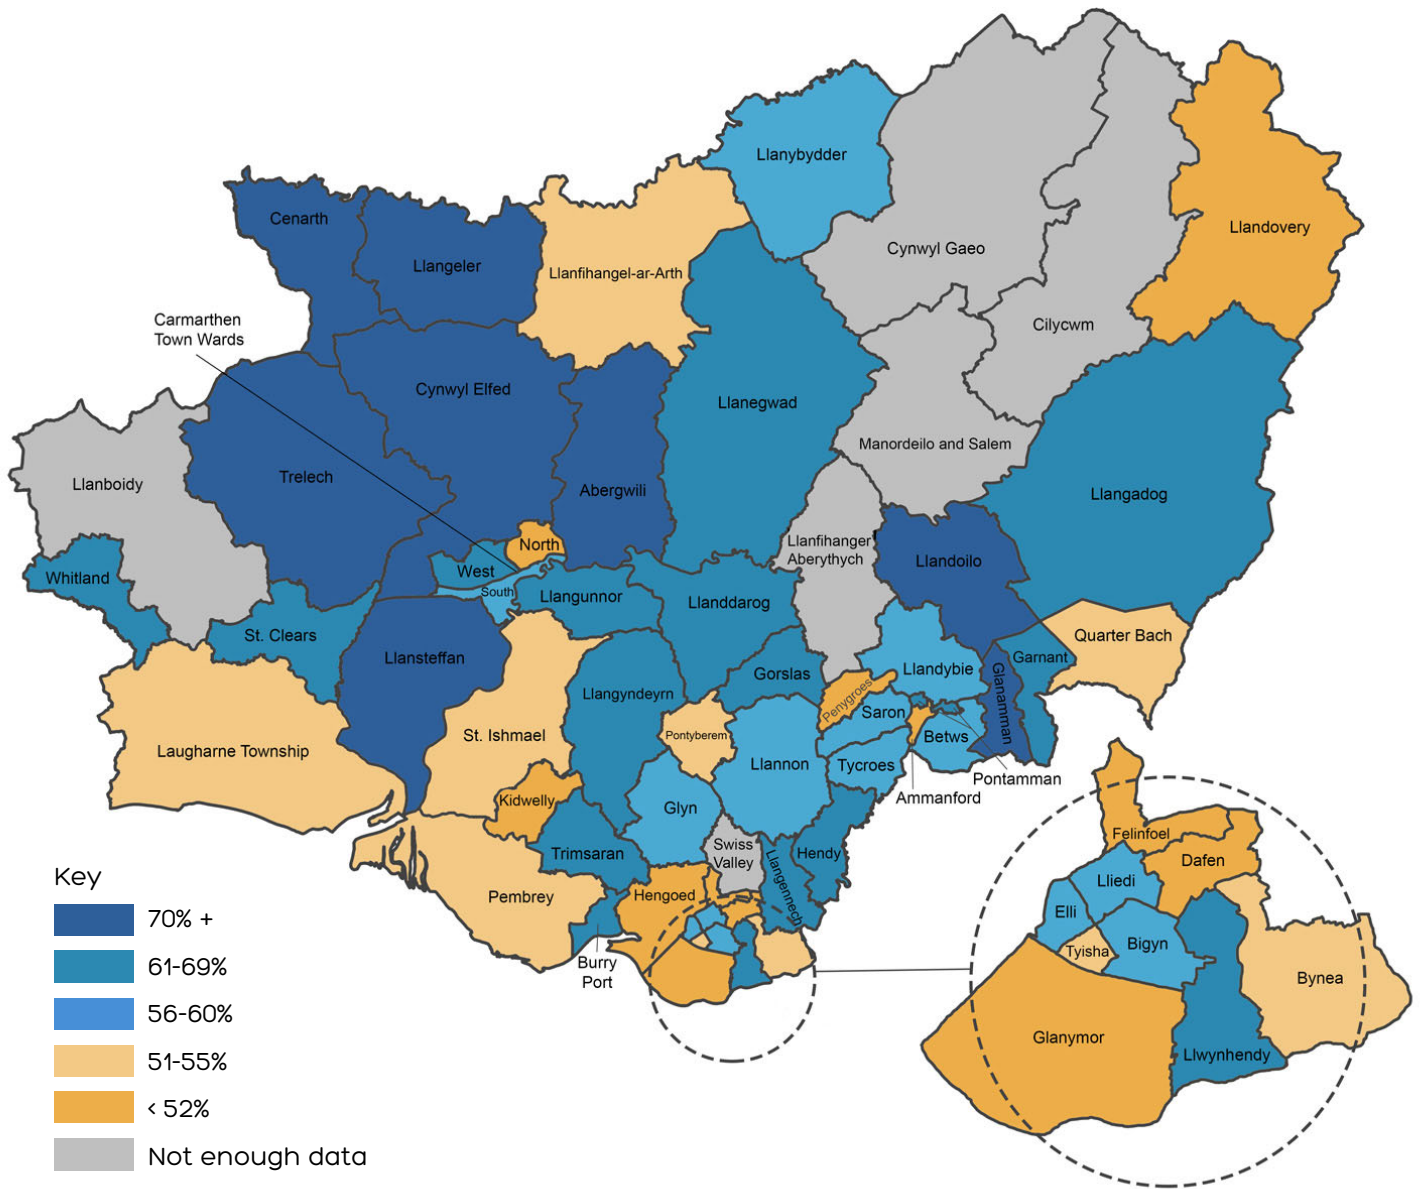 Llanybydder
Cenarth
Llangeler
Llanfihangel-ar-Arth
Cynwyl Gaeo
Llandovery
Carmarthen
Town Wards
Cilycwm
Cynwyl Elfed
Llanegwad
Manordeilo and Salem
Llanboidy
Trelech
Abergwili
Llangadog
North
Llanfihanger
Aberythych
Llandoilo
Whitland
West
South
Llangunnor
Llanddarog
St. Clears
Quarter Bach
Llansteffan
Garnant
Llandybie
Gorslas
Glanamman
Llangyndeyrn
Penygroes
Saron
Laugharne Township
St. Ishmael
Pontyberem
Betws
Llannon
Tycroes
Pontamman
Ammanford
Kidwelly
Glyn
Felinfoel
Swiss
Valley
Trimsaran
Llangennech
Hendy
Dafen
Key
Lliedi
Pembrey
Hengoed
Elli
70% +
Bigyn
Tyisha
61-69%
Burry
Port
Bynea
56-60%
Glanymor
Llwynhendy
51-55%
< 52%
Not enough data